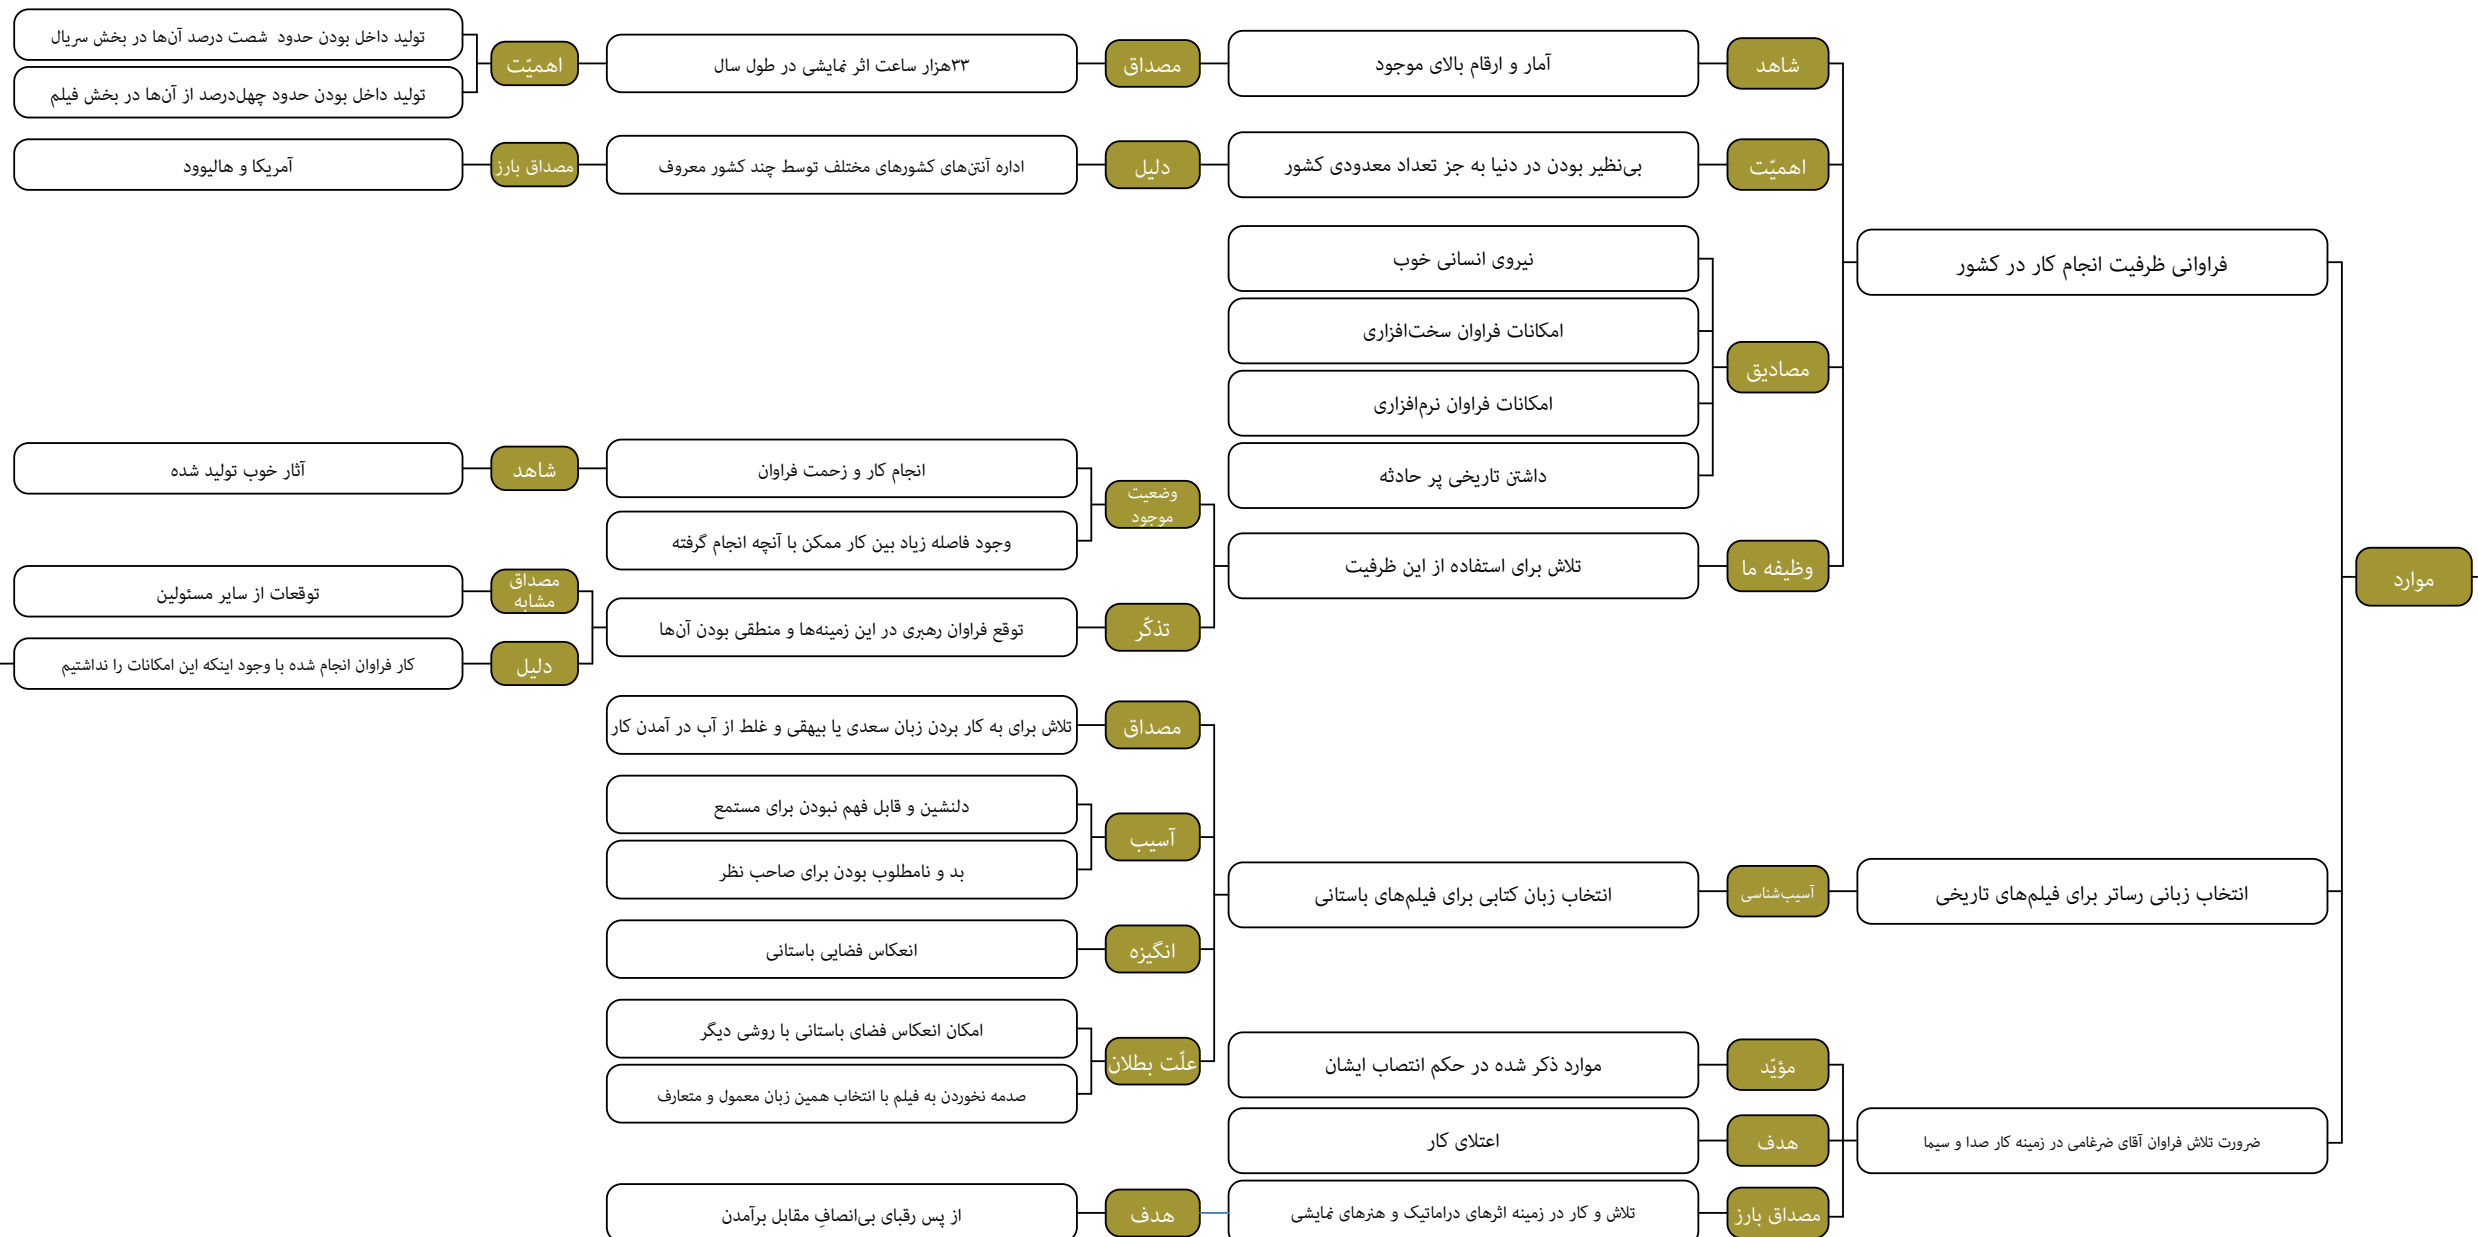 موارد
فراوانی ظرفیت انجام کار در کشور
شاهد
آمار و ارقام بالای موجود
مصداق
۳۳هزار ساعت اثر نمایشی در طول سال
اهمیّت
تولید داخل بودن حدود شصت درصد آن‌ها در بخش سریال
تولید داخل بودن حدود چهل‌درصد از آن‌ها در بخش فیلم
اهمیّت
بی‌نظیر بودن در دنیا به جز تعداد معدودی کشور
دلیل
اداره آنتن‌های کشورهای مختلف توسط چند کشور معروف
مصداق بارز
آمریکا و هالیوود
مصادیق
نیروی انسانی خوب
امکانات فراوان سخت‌افزاری
امکانات فراوان نرم‌افزاری
داشتن تاریخی پر حادثه
وظیفه ما
تلاش برای استفاده از این ظرفیت
وضعیت
موجود
انجام کار و زحمت فراوان
شاهد
آثار خوب تولید شده
وجود فاصله زیاد بین کار ممکن با آنچه انجام گرفته
تذکّر
توقع فراوان رهبری در این زمینه‌ها و منطقی بودن آن‌ها
مصداق
مشابه
توقعات از سایر مسئولین
دلیل
کار فراوان انجام شده با وجود اینکه این امکانات را نداشتیم
انتخاب زبانی رساتر برای فیلم‌های تاریخی
آسیب‌شناسی
انتخاب زبان کتابی برای فیلم‌های باستانی
مصداق
تلاش برای به کار بردن زبان سعدی یا بیهقی و غلط از آب در آمدن کار
آسیب
دلنشین و قابل فهم نبودن برای مستمع
بد و نامطلوب بودن برای صاحب نظر
انگیزه
انعکاس فضایی باستانی
علّت بطلان
امکان انعکاس فضای باستانی با روشی دیگر
صدمه نخوردن به فیلم با انتخاب همین زبان معمول و متعارف
ضرورت تلاش فراوان آقای ضرغامی در زمینه کار صدا و سیما
مؤیّد
موارد ذکر شده در حکم انتصاب ایشان
هدف
اعتلای کار
مصداق بارز
تلاش و کار در زمینه اثرهای دراماتیک و هنرهای نمایشی
هدف
از پس رقبای بی‌انصافِ مقابل برآمدن